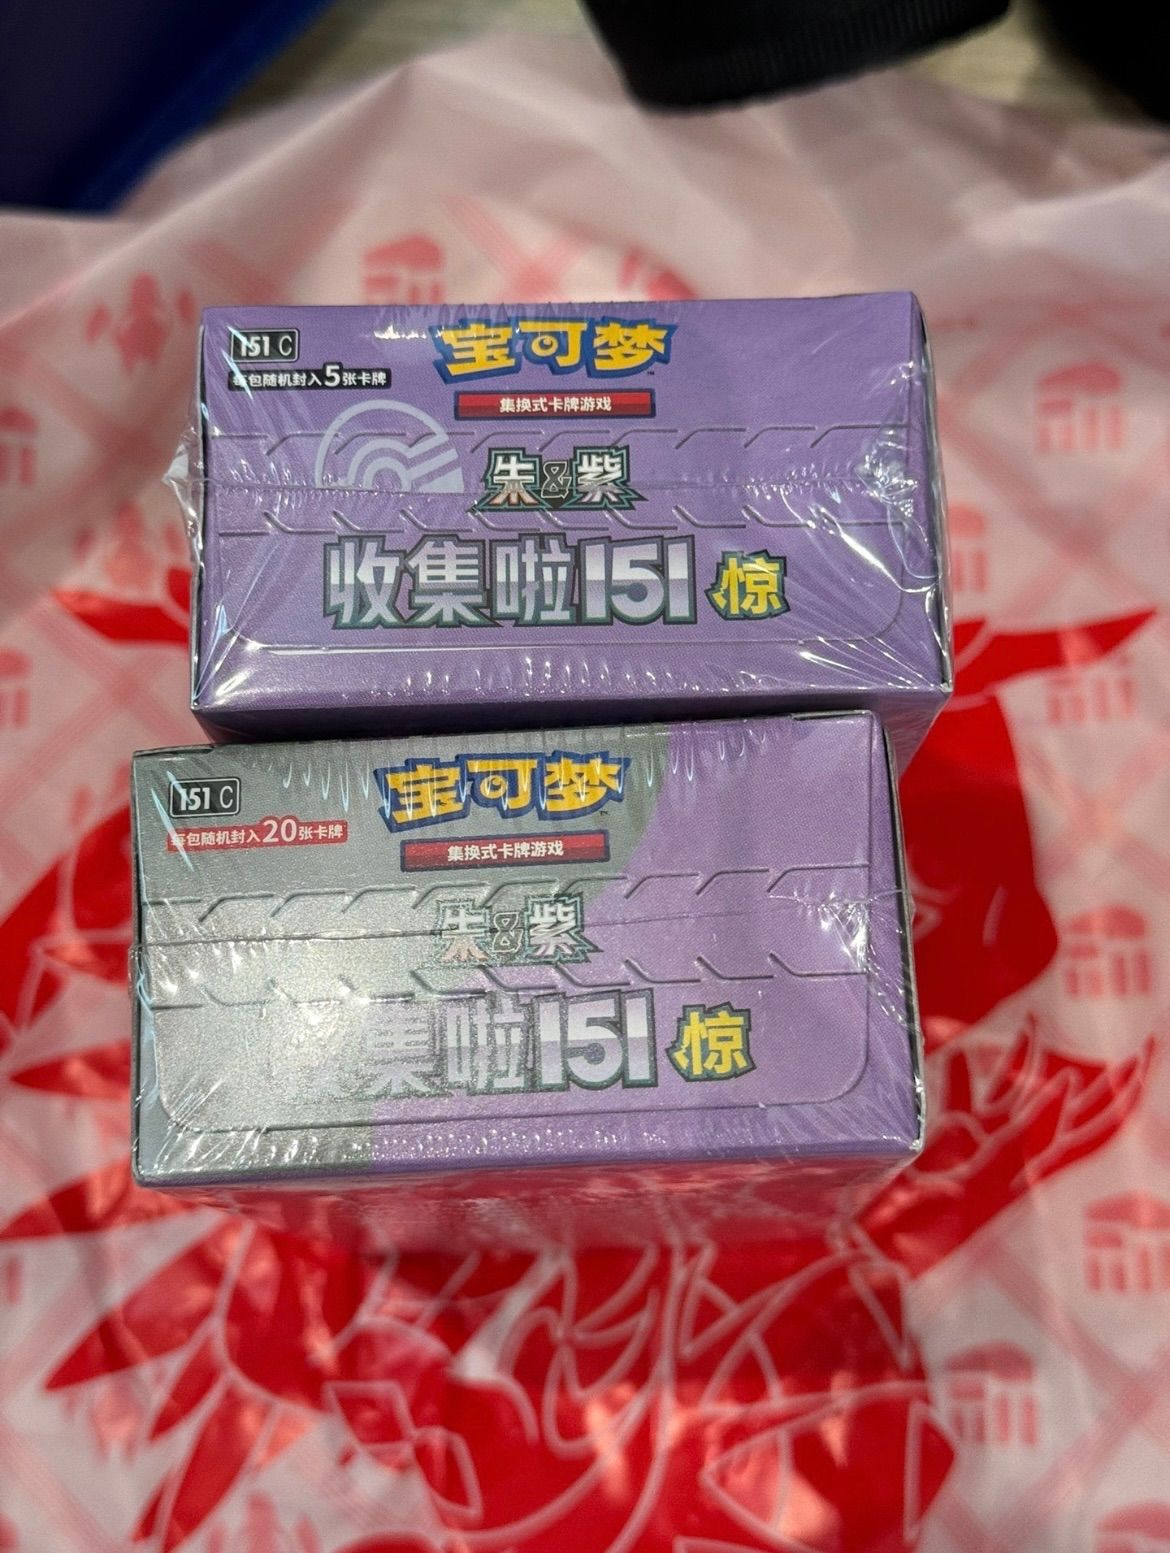 151 C
宝可梦
每包随机封入5张卡牌
集换式卡牌游戏
朱&紫
收集啦151 惊
151 C
宝可梦
每包随机封入20张卡牌
集换式卡牌游戏
朱&紫
收集啦151 惊